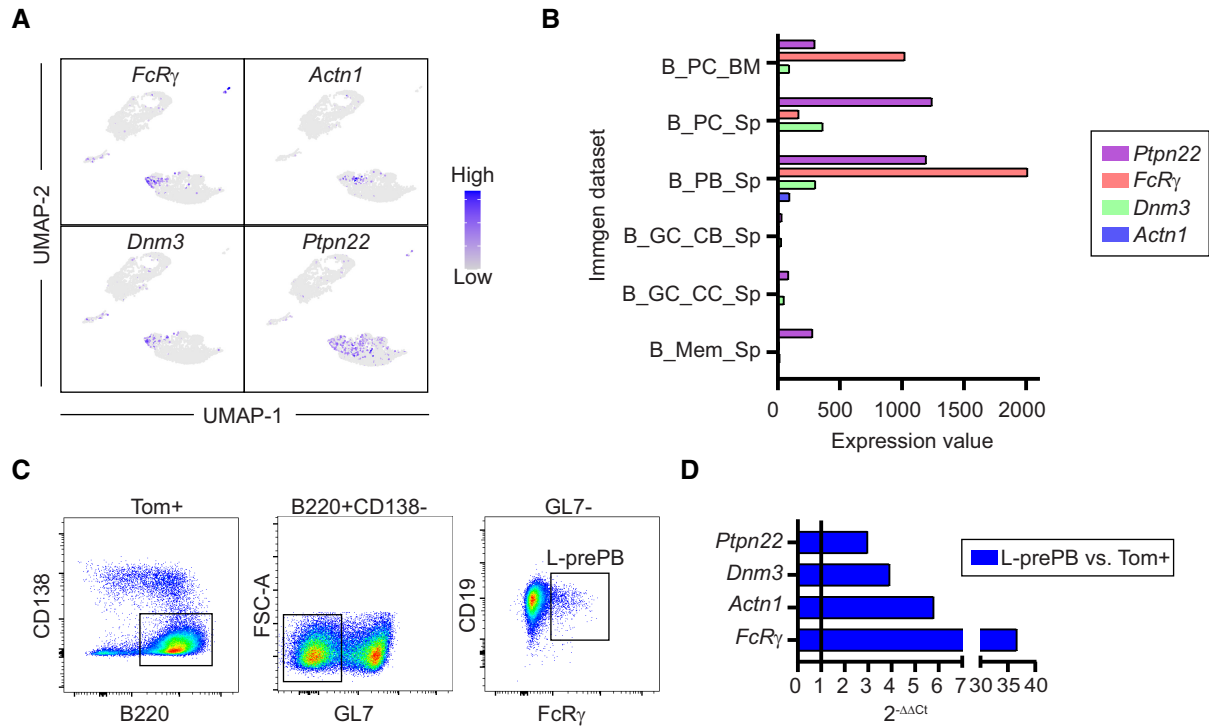 A
FcRγ
Actn1
Dnm3
Ptpn22
UMAP-2
UMAP-1
High
Low
B
Immgen dataset
B_PC_BM
B_PC_Sp
B_PB_Sp
B_GC_CB_Sp
B_GC_CC_Sp
B_Mem_Sp
0 500 1000 1500 2000
Expression value
Ptpn22
FcRγ
Dnm3
Actn1
C
Tom+
CD138
B220
B220+CD138-
FSC-A
GL7
GL7-
L-prePB
CD19
FcRγ
D
Ptpn22
Dnm3
Actn1
FcRγ
0 1 2 3 4 5 6 7 30 35 40
2-ΔΔCt
L-prePB vs. Tom+